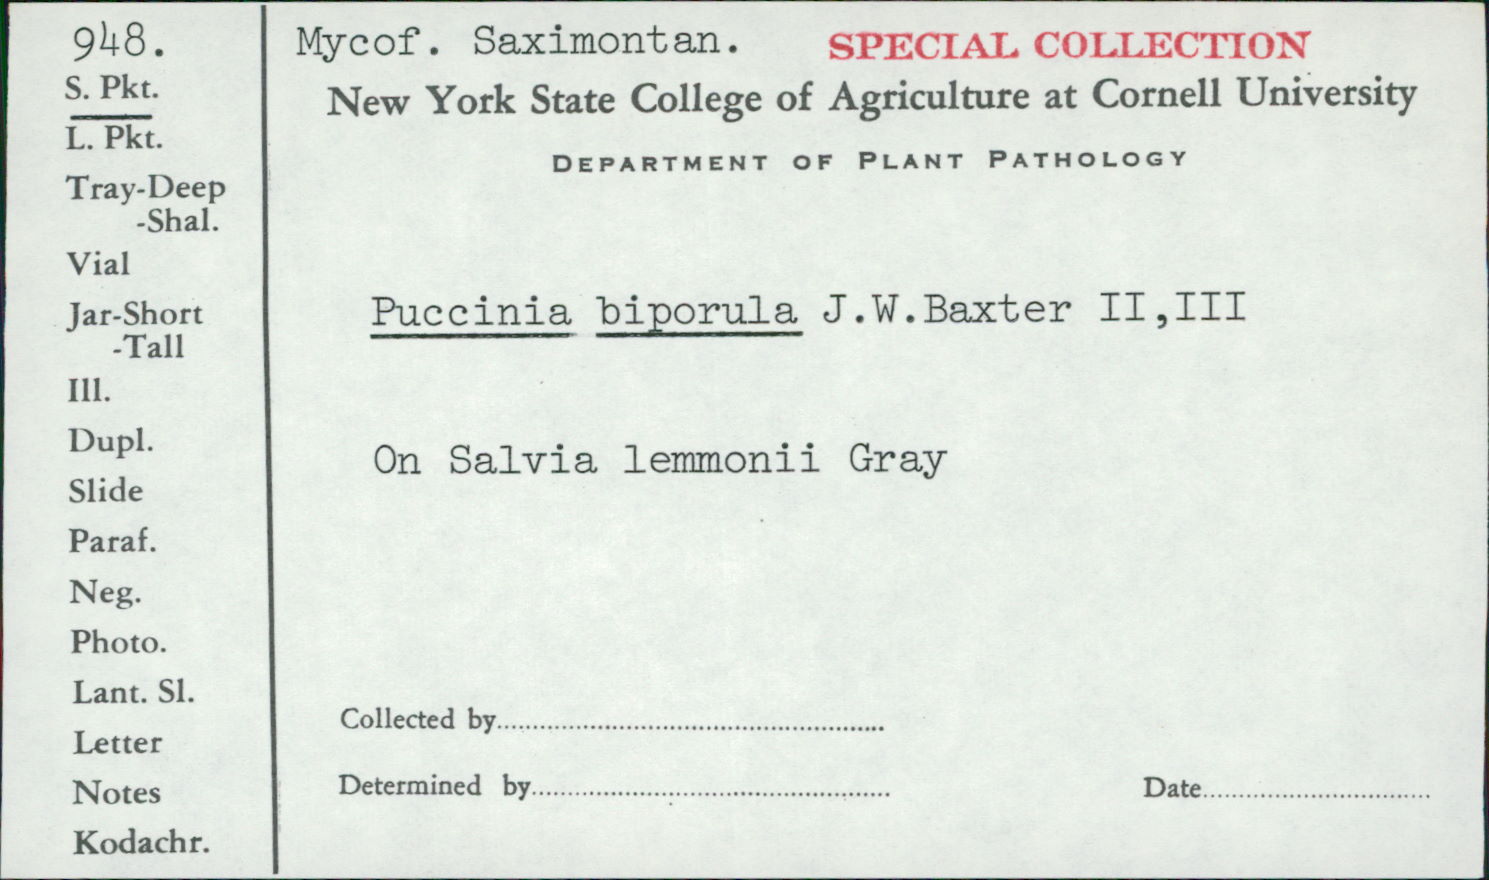 948.
S. Pkt.
L. Pkt.
Tray-Deep
-Shal.
Vial
Jar-Short
-Tall
Ill.
Dupl.
Slide
Paraf.
Neg.
Photo.
Lant. Sl.
Letter
Notes
Kodachr.
Mycof. Saximontan. SPECIAL COLLECTION
New York State College of Agriculture at Cornell University
DEPARTMENT OF PLANT PATHOLOGY
Puccinia biporula J.W.Baxter II,III
On Salvia lemmonii Gray
Collected by
Determined by
Date